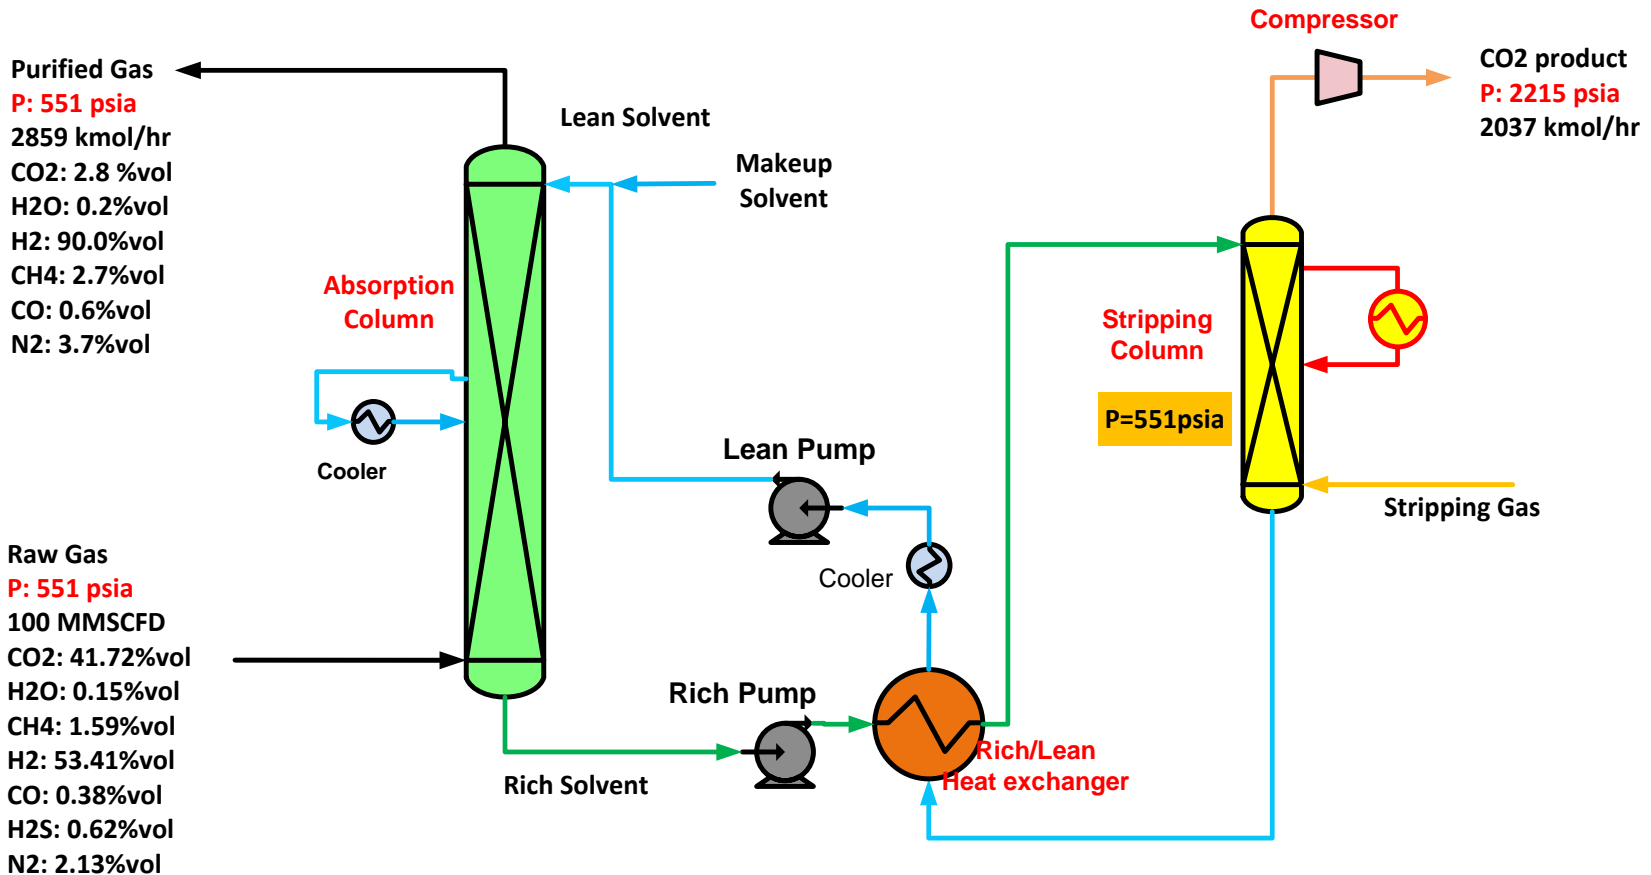 Compressor
CO2 product
P: 2215 psia
2037 kmol/hr
Purified Gas
P: 551 psia
2859 kmol/hr
CO2: 2.8 %vol
H2O: 0.2%vol
H2: 90.0%vol
CH4: 2.7%vol
CO: 0.6%vol
N2: 3.7%vol
Lean Solvent
Makeup
Solvent
Absorption
Column
Cooler
Stripping
Column
P=551psia
Stripping Gas
Lean Pump
Cooler
Raw Gas
P: 551 psia
100 MMSCFD
CO2: 41.72%vol
H2O: 0.15%vol
CH4: 1.59%vol
H2: 53.41%vol
CO: 0.38%vol
H2S: 0.62%vol
N2: 2.13%vol
Rich Pump
Rich Solvent
Rich/Lean
Heat exchanger